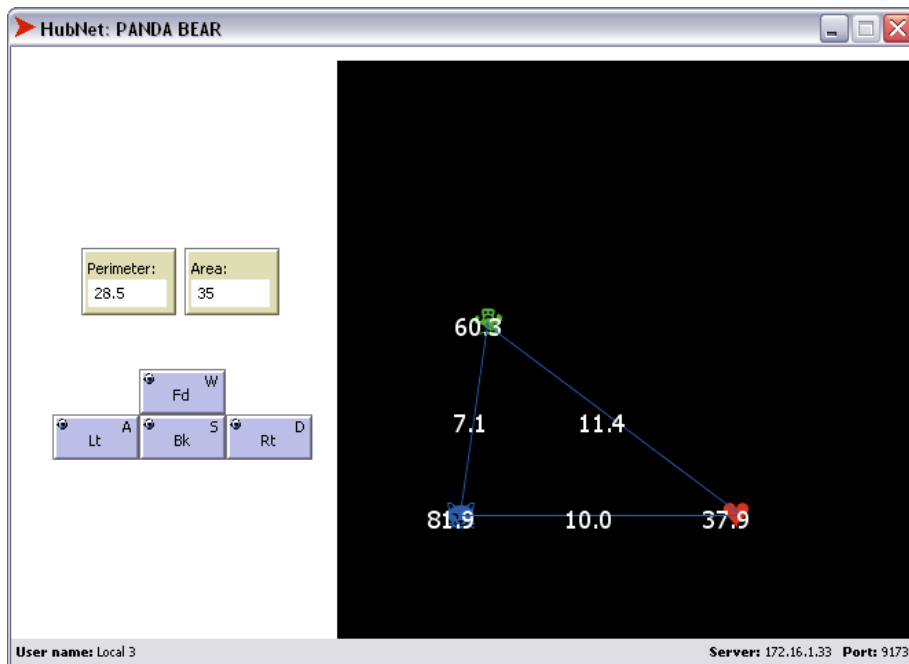 HubNet: PANDA BEAR
Perimeter:
28.5
Area:
35
W
Fd
A
Lt
S
Bk
D
Rt
60.3
7.1
11.4
81.9
10.0
37.9
User name: Local 3
Server: 172.16.1.33 Port: 9173